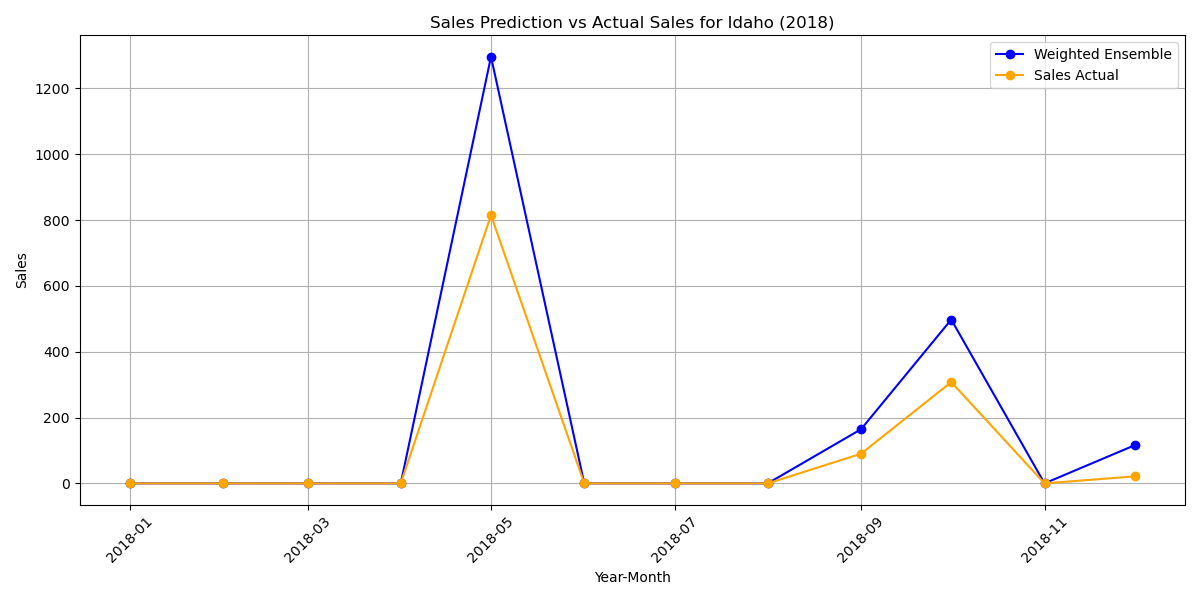 Sales Prediction vs Actual Sales for Idaho (2018)
Weighted Ensemble
Sales Actual
Sales
1200
1000
800
600
400
200
0
2018-01
2018-03
2018-05
2018-07
2018-09
2018-11
Year-Month